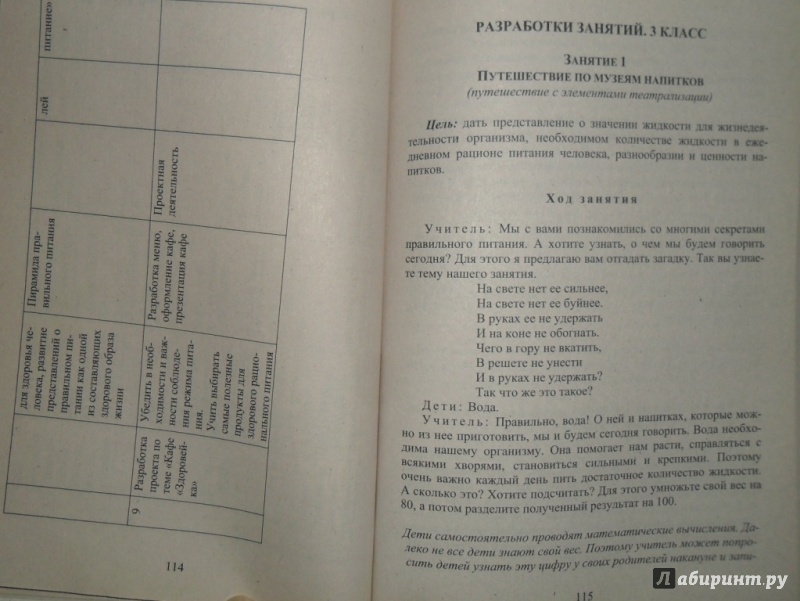 питание»
лей
Проектная
деятельность
Пирамида пра-
вильного питания
Разработка меню,
оформление кафе,
презентация кафе
для здоровья че-
ловека, развитие
представлений о
правильном пи-
тании как одной
из составляющих
здорового образа
жизни
Убедить в необ-
ходимости и важ-
ности соблюде-
ния режима пита-
ния.
Учить выбирать
самые полезные
продукты для
здорового рацио-
нального питания
9
Разработка
проекта по
теме «Кафе
«Здоровей-
ка»
114
РАЗРАБОТКИ ЗАНЯТИЙ. 3 КЛАСС
ЗАНЯТИЕ 1
ПУТЕШЕСТВИЕ ПО МУЗЕЯМ НАПИТКОВ
(путешествие с элементами театрализации)
Цель: дать представление о значении жидкости для жизнедея-
тельности организма, необходимом количестве жидкости в еже-
дневном рационе питания человека, разнообразии и ценности на-
питков.
Ход занятия
Учитель: Мы с вами познакомились со многими секретами
правильного питания. А хотите узнать, о чем мы будем говорить
сегодня? Для этого я предлагаю вам отгадать загадку. Так вы узнае-
те тему нашего занятия.
На свете нет ее сильнее,
На свете нет ее буйнее.
В руках ее не удержать
И на коне не обогнать.
Чего в гору не вкатить,
В решете не унести
И в руках не удержать?
Так что же это такое?
Дети: Вода.
Учитель: Правильно, вода! О ней и напитках, которые мож-
но из нее приготовить, мы и будем сегодня говорить. Вода необхо-
дима нашему организму. Она помогает нам расти, справляться с
всякими хворями, становиться сильными и крепкими. Поэтому
очень важно каждый день пить достаточное количество жидкости.
А сколько это? Хотите подсчитать? Для этого умножьте свой вес на
80, а потом разделите полученный результат на 100.
Дети самостоятельно проводят математические вычисления. Да-
леко не все дети знают свой вес. Поэтому учитель может попро-
сить детей узнать эту цифру у своих родителей накануне и запи-
115
Лабиринт.ру